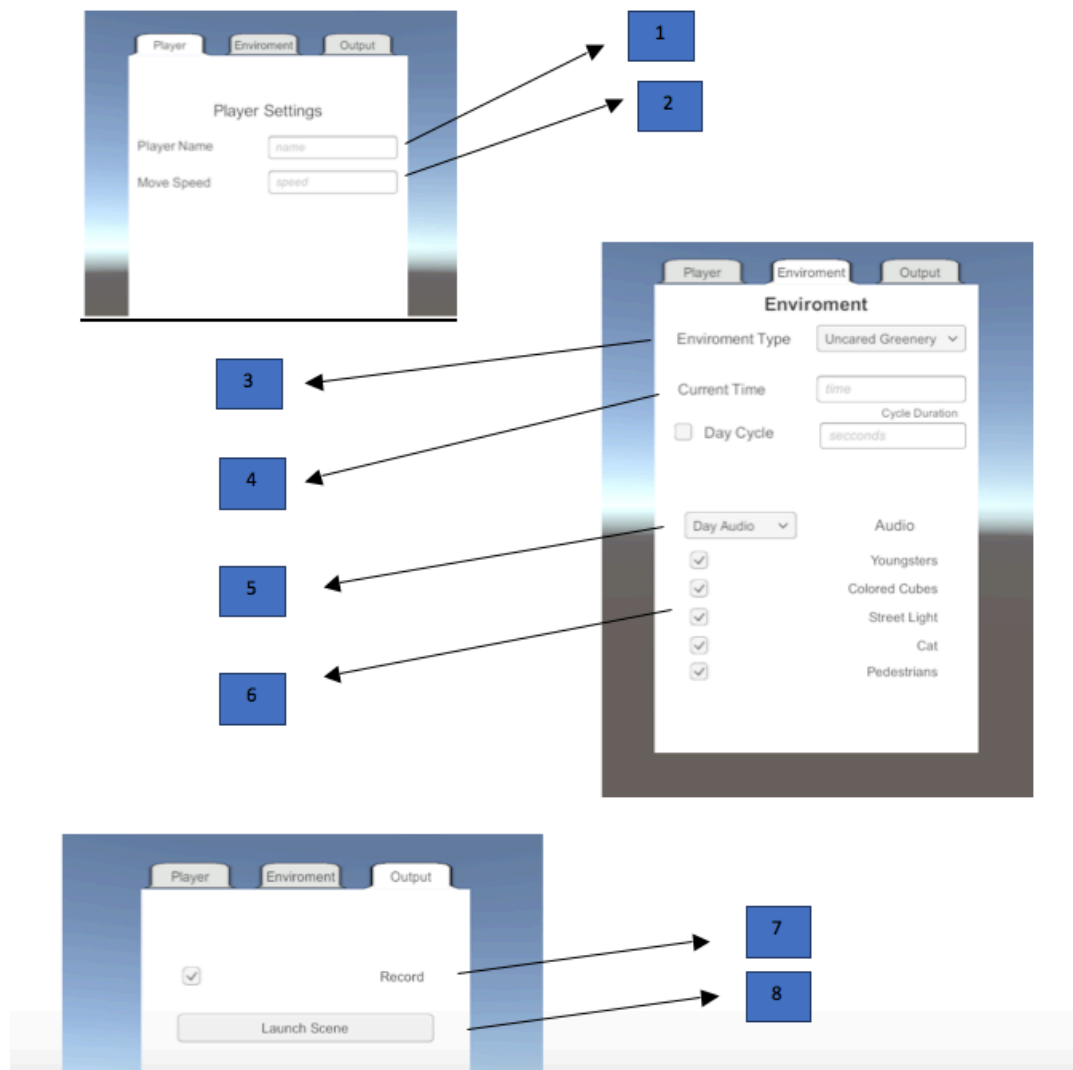 Player Enviroment Output
1
2
Player Settings
Player Name name
Move Speed speed
Player Enviroment Output
Enviroment
Enviroment Type Uncared Greenery
3
Current Time time
Cycle Duration
Day Cycle secconds
4
Day Audio Audio
Youngsters
5
Colored Cubes
Street Light
Cat
Pedestrians
6
Player Enviroment Output
7
Record
8
Launch Scene